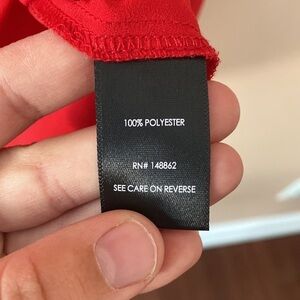 100% POLYESTER
RN# 148862
SEE CARE ON REVERSE